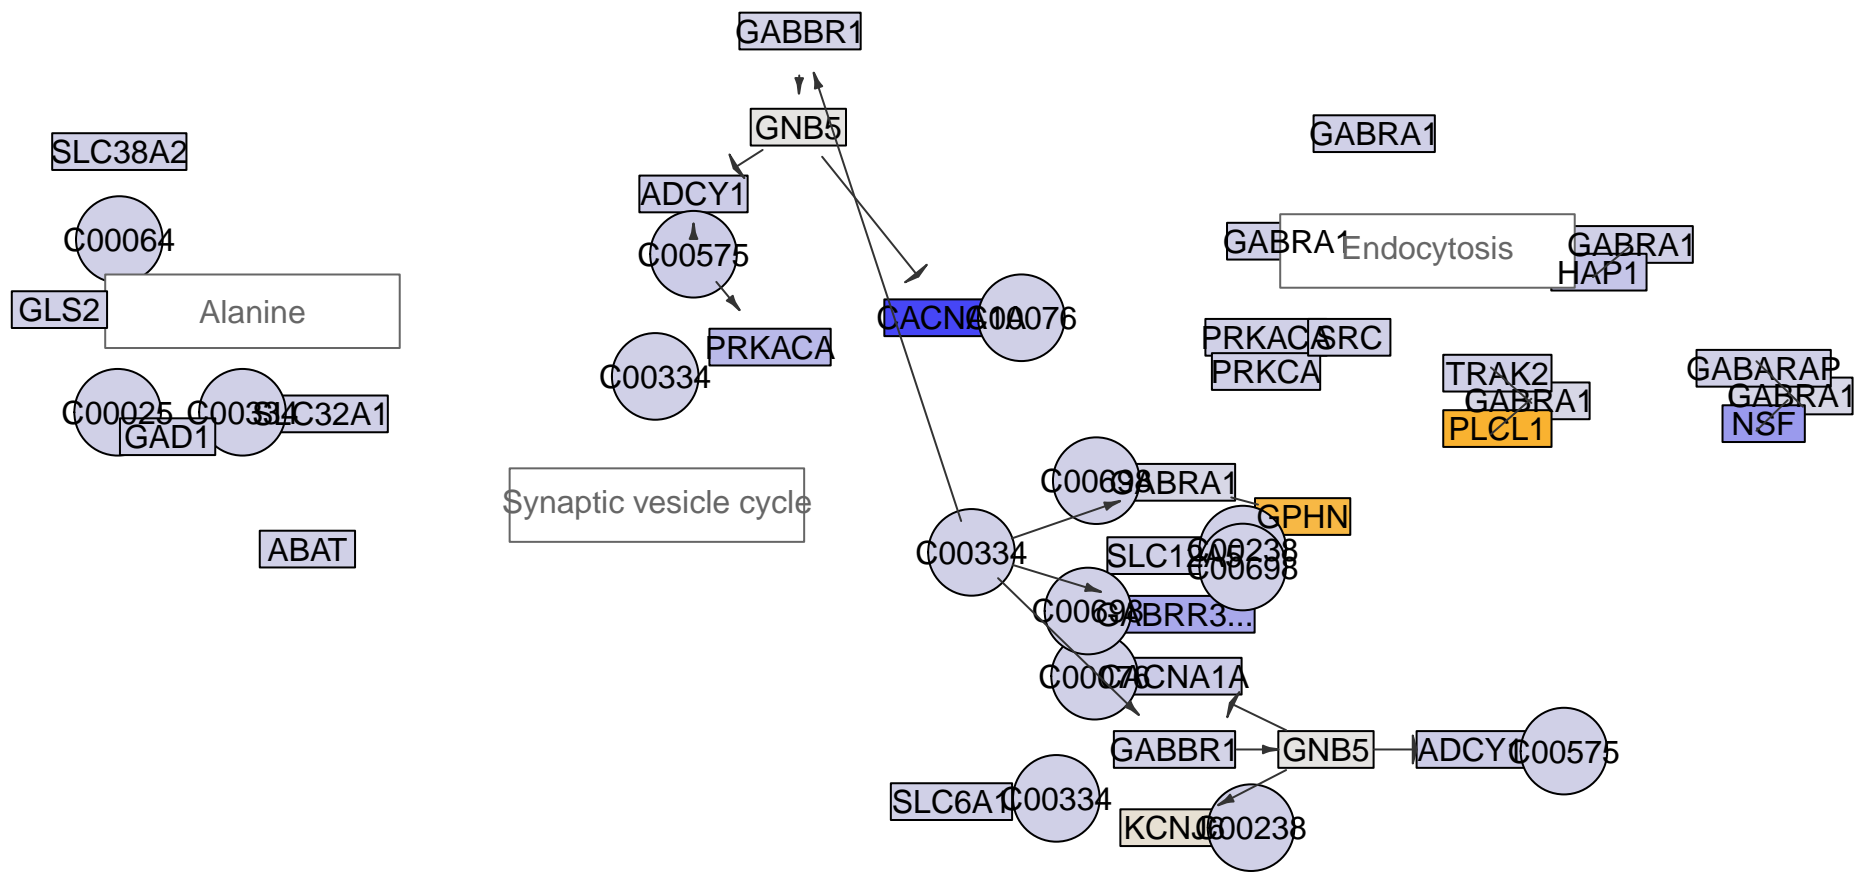 GABBR1
GNB5
SLC38A2
GABRA1
ADCY1
C00064
C00575
GABRA1
Endocytosis
GABRA1
HAP1
GLS2
Alanine
CACNA1A
C00076
PRKACA
C00334
PRKACA
SRC
PRKCA
TRAK2
GABRA1
PLCL1
GABARAP
GABRA1
NSF
C00025
C00334
SLC32A1
GAD1
Synaptic vesicle cycle
C00698
GABRA1
GPHN
ABAT
C00334
SLC12A5
C00238
C00698
C00698
GABRR3...
C00076
CACNA1A
GABBR1
GNB5
ADCY1
C00575
SLC6A1
C00334
KCNJ6
C00238